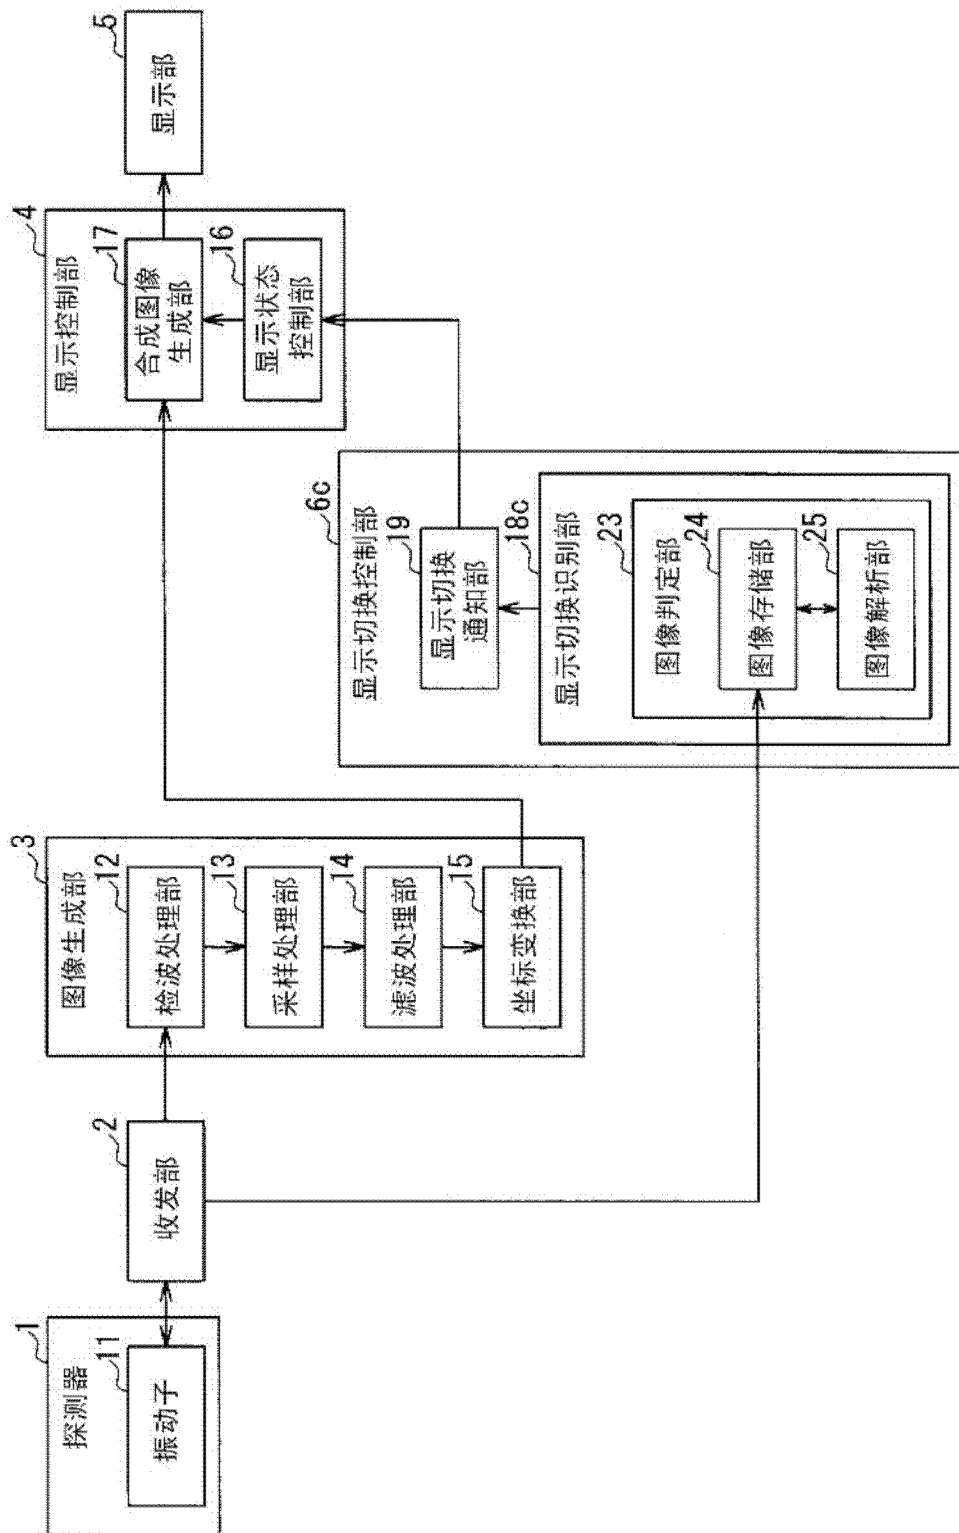 探测器
1
振动子
11
收发部
2
图像生成部
3
检波处理部
12
采样处理部
13
滤波处理部
14
坐标变换部
15
显示控制部
4
合成图像
生成部
17
显示状态
控制部
16
显示部
5
显示切换控制部
6c
显示切换
通知部
19
显示切换识别部
18c
图像判定部
23
图像存储部
24
图像解析部
25